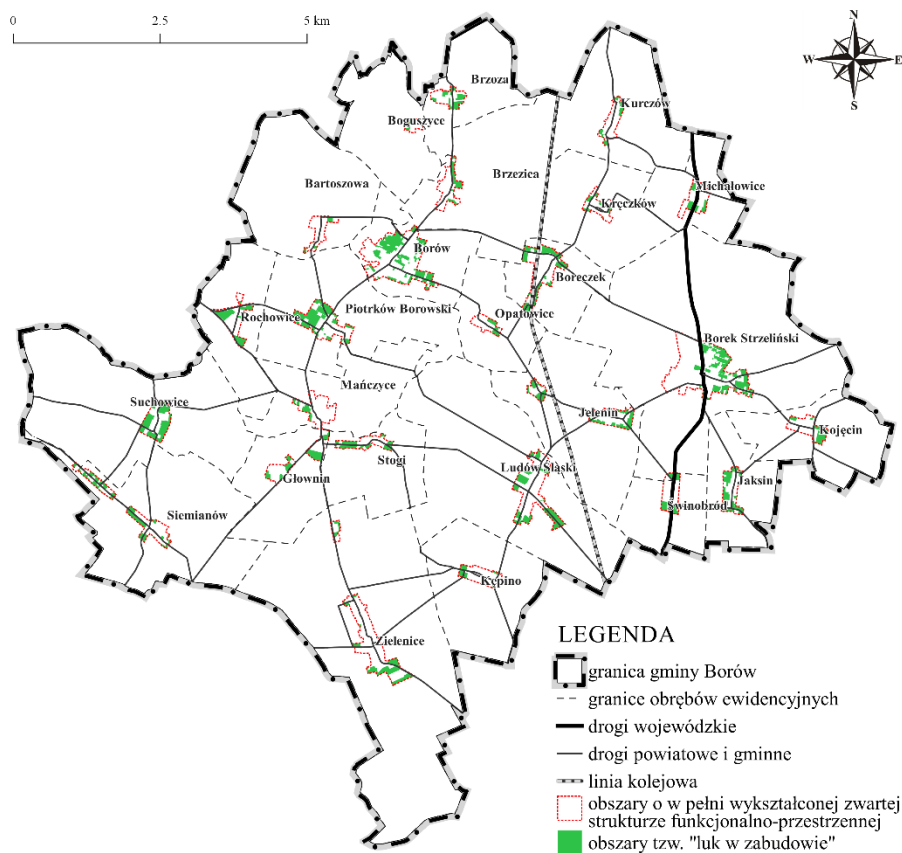 0 2.5 5 km
N
W E
S
Brzoza
Kurczów
Boguszyce
Brzezica
Bartoszowa
Michałowice
Kręczków
Borów
Boreczek
Opatowice
Rochowice
Piotrków Borowski
Borek Strzeliński
Mańczyce
Suchowice
Jelenin
Kojęcin
Stogi
Ludów Śląski
Głownin
Jaksin
Świnobród
Siemianów
Kępino
Zielenice
LEGENDA
granica gminy Borów
granice obrębów ewidencyjnych
drogi wojewódzkie
drogi powiatowe i gminne
linia kolejowa
obszary o w pełni wykształconej zwartej
strukturze funkcjonalno-przestrzennej
obszary tzw. "luk w zabudowie"